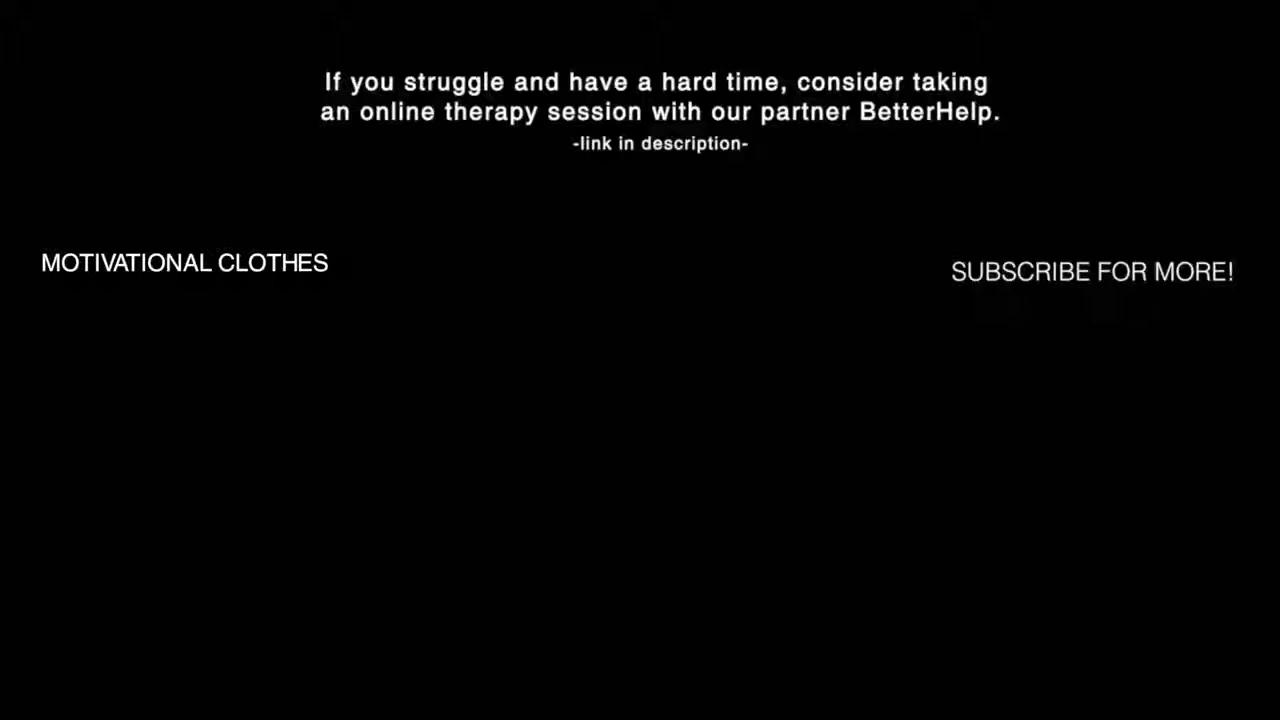 If you struggle and have a hard time, consider taking
an online therapy session with our partner BetterHelp.
-link in description-
MOTIVATIONAL CLOTHES
SUBSCRIBE FOR MORE!